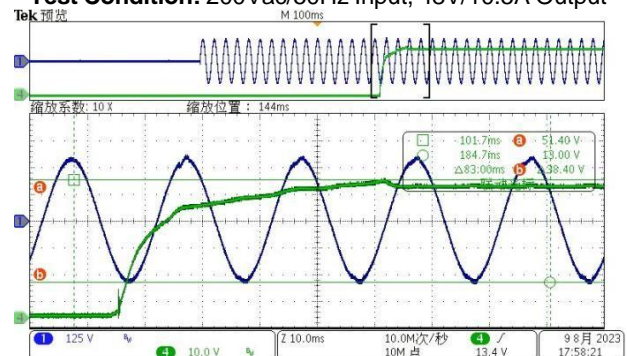 Test Condition: 200Vac/50Hz Input, 48V/10.5A Output
Tek 预览
M 100ms
1
4
缩放系数: 10 X
缩放位置: 144ms
101.7ms a 51.40 V
184.7ms 13.00 V
△83.00ms b △38.40 V
a
1
b
4
1 125 V
4 10.0 V
Z 10.0ms
10.0M次/秒
10M 点
4 /
13.4 V
9 8月 2023
17:58:21